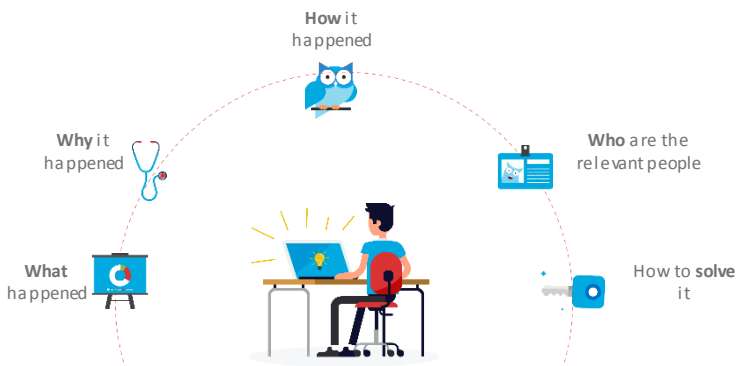 How it
happened
Why it
happened
Who are the
relevant people
What
happened
How to solve
it